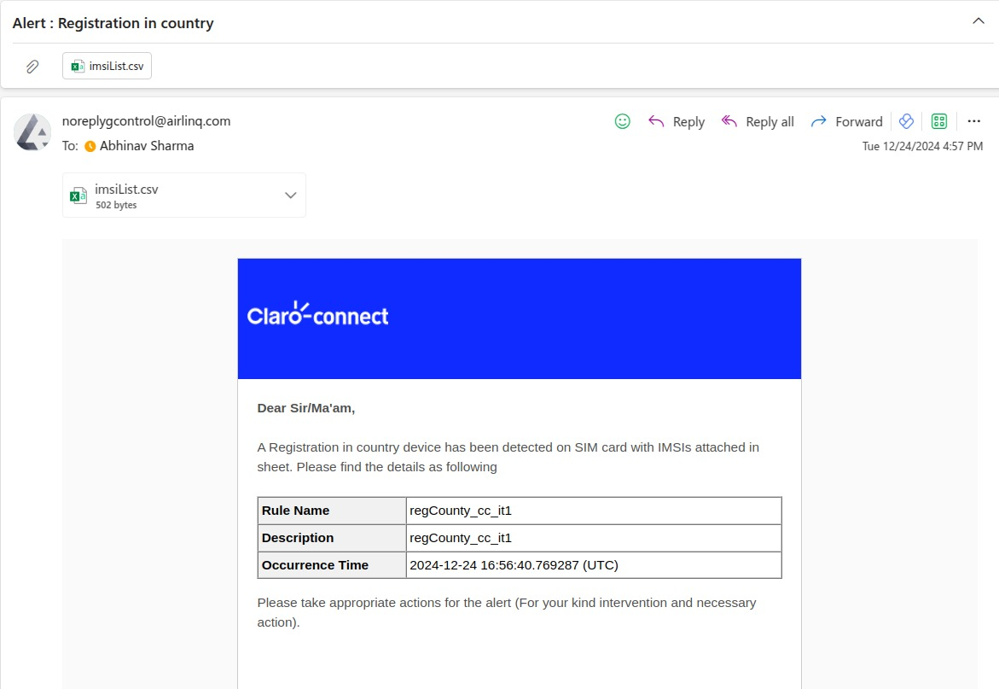 Alert : Registration in country
imsiList.csv
noreplygcontrol@airlinq.com
Reply
Reply all
Forward
To: Abhinav Sharma
Tue 12/24/2024 4:57 PM
imsiList.csv
502 bytes
Claro-connect
Dear Sir/Ma'am,
A Registration in country device has been detected on SIM card with IMSIs attached in
sheet. Please find the details as following
Rule Name regCounty_cc_it1
Description regCounty_cc_it1
Occurrence Time 2024-12-24 16:56:40.769287 (UTC)
Please take appropriate actions for the alert (For your kind intervention and necessary
action).